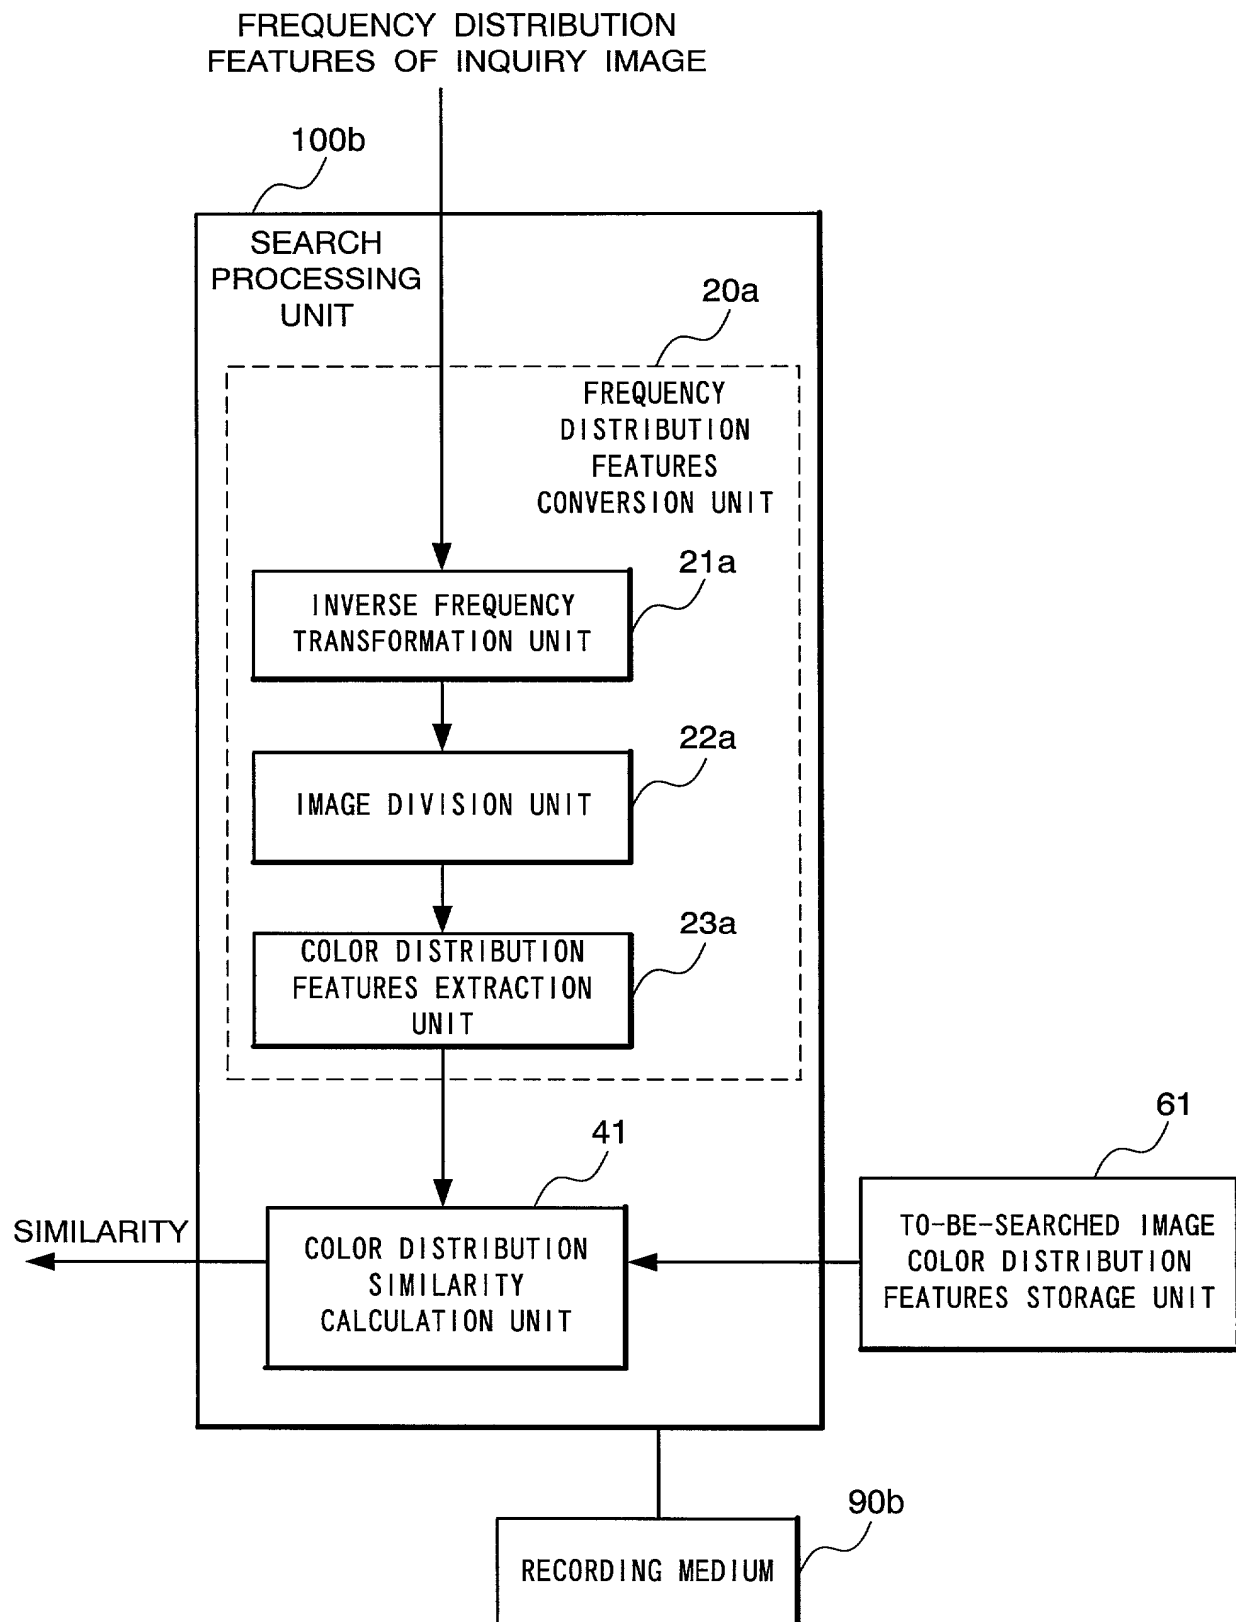 FREQUENCY DISTRIBUTION
FEATURES OF INQUIRY IMAGE
100b
SEARCH
PROCESSING
UNIT
20a
FREQUENCY
DISTRIBUTION
FEATURES
CONVERSION UNIT
21a
INVERSE FREQUENCY
TRANSFORMATION UNIT
22a
IMAGE DIVISION UNIT
23a
COLOR DISTRIBUTION
FEATURES EXTRACTION
UNIT
41
61
SIMILARITY
COLOR DISTRIBUTION
SIMILARITY
CALCULATION UNIT
TO-BE-SEARCHED IMAGE
COLOR DISTRIBUTION
FEATURES STORAGE UNIT
90b
RECORDING MEDIUM